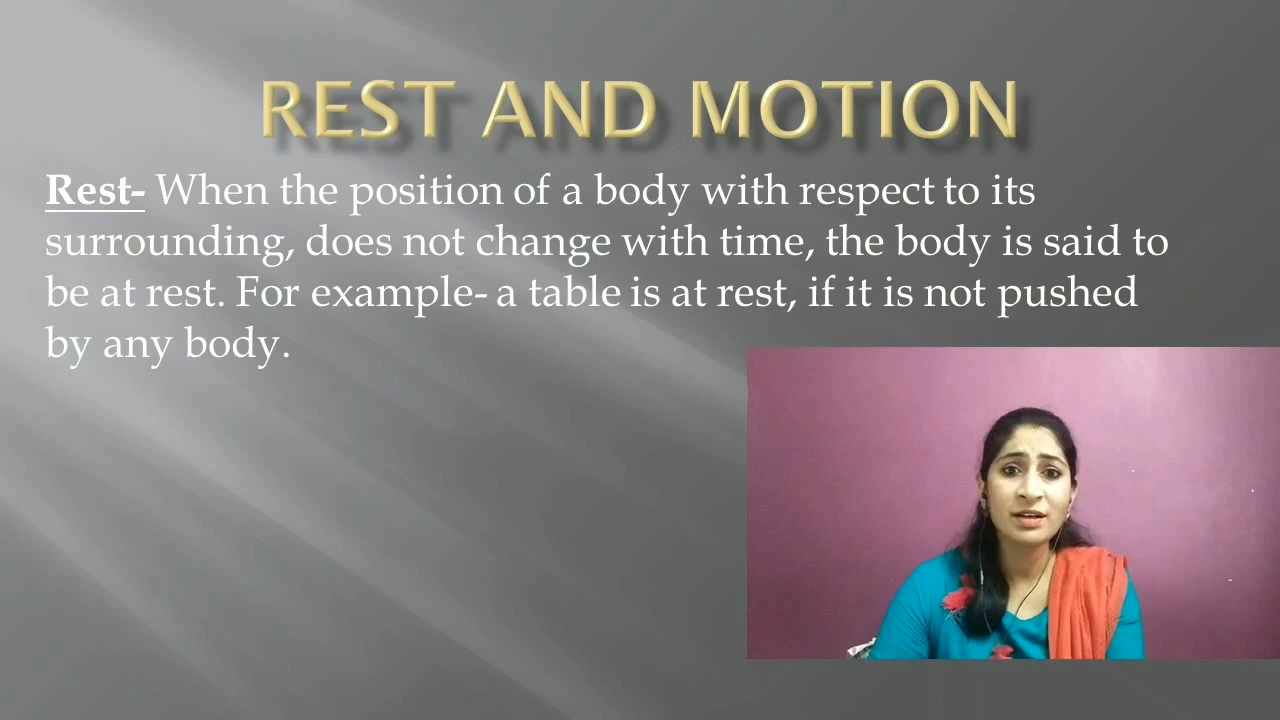 REST AND MOTION
Rest- When the position of a body with respect to its
surrounding, does not change with time, the body is said to
be at rest. For example- a table is at rest, if it is not pushed
by any body.